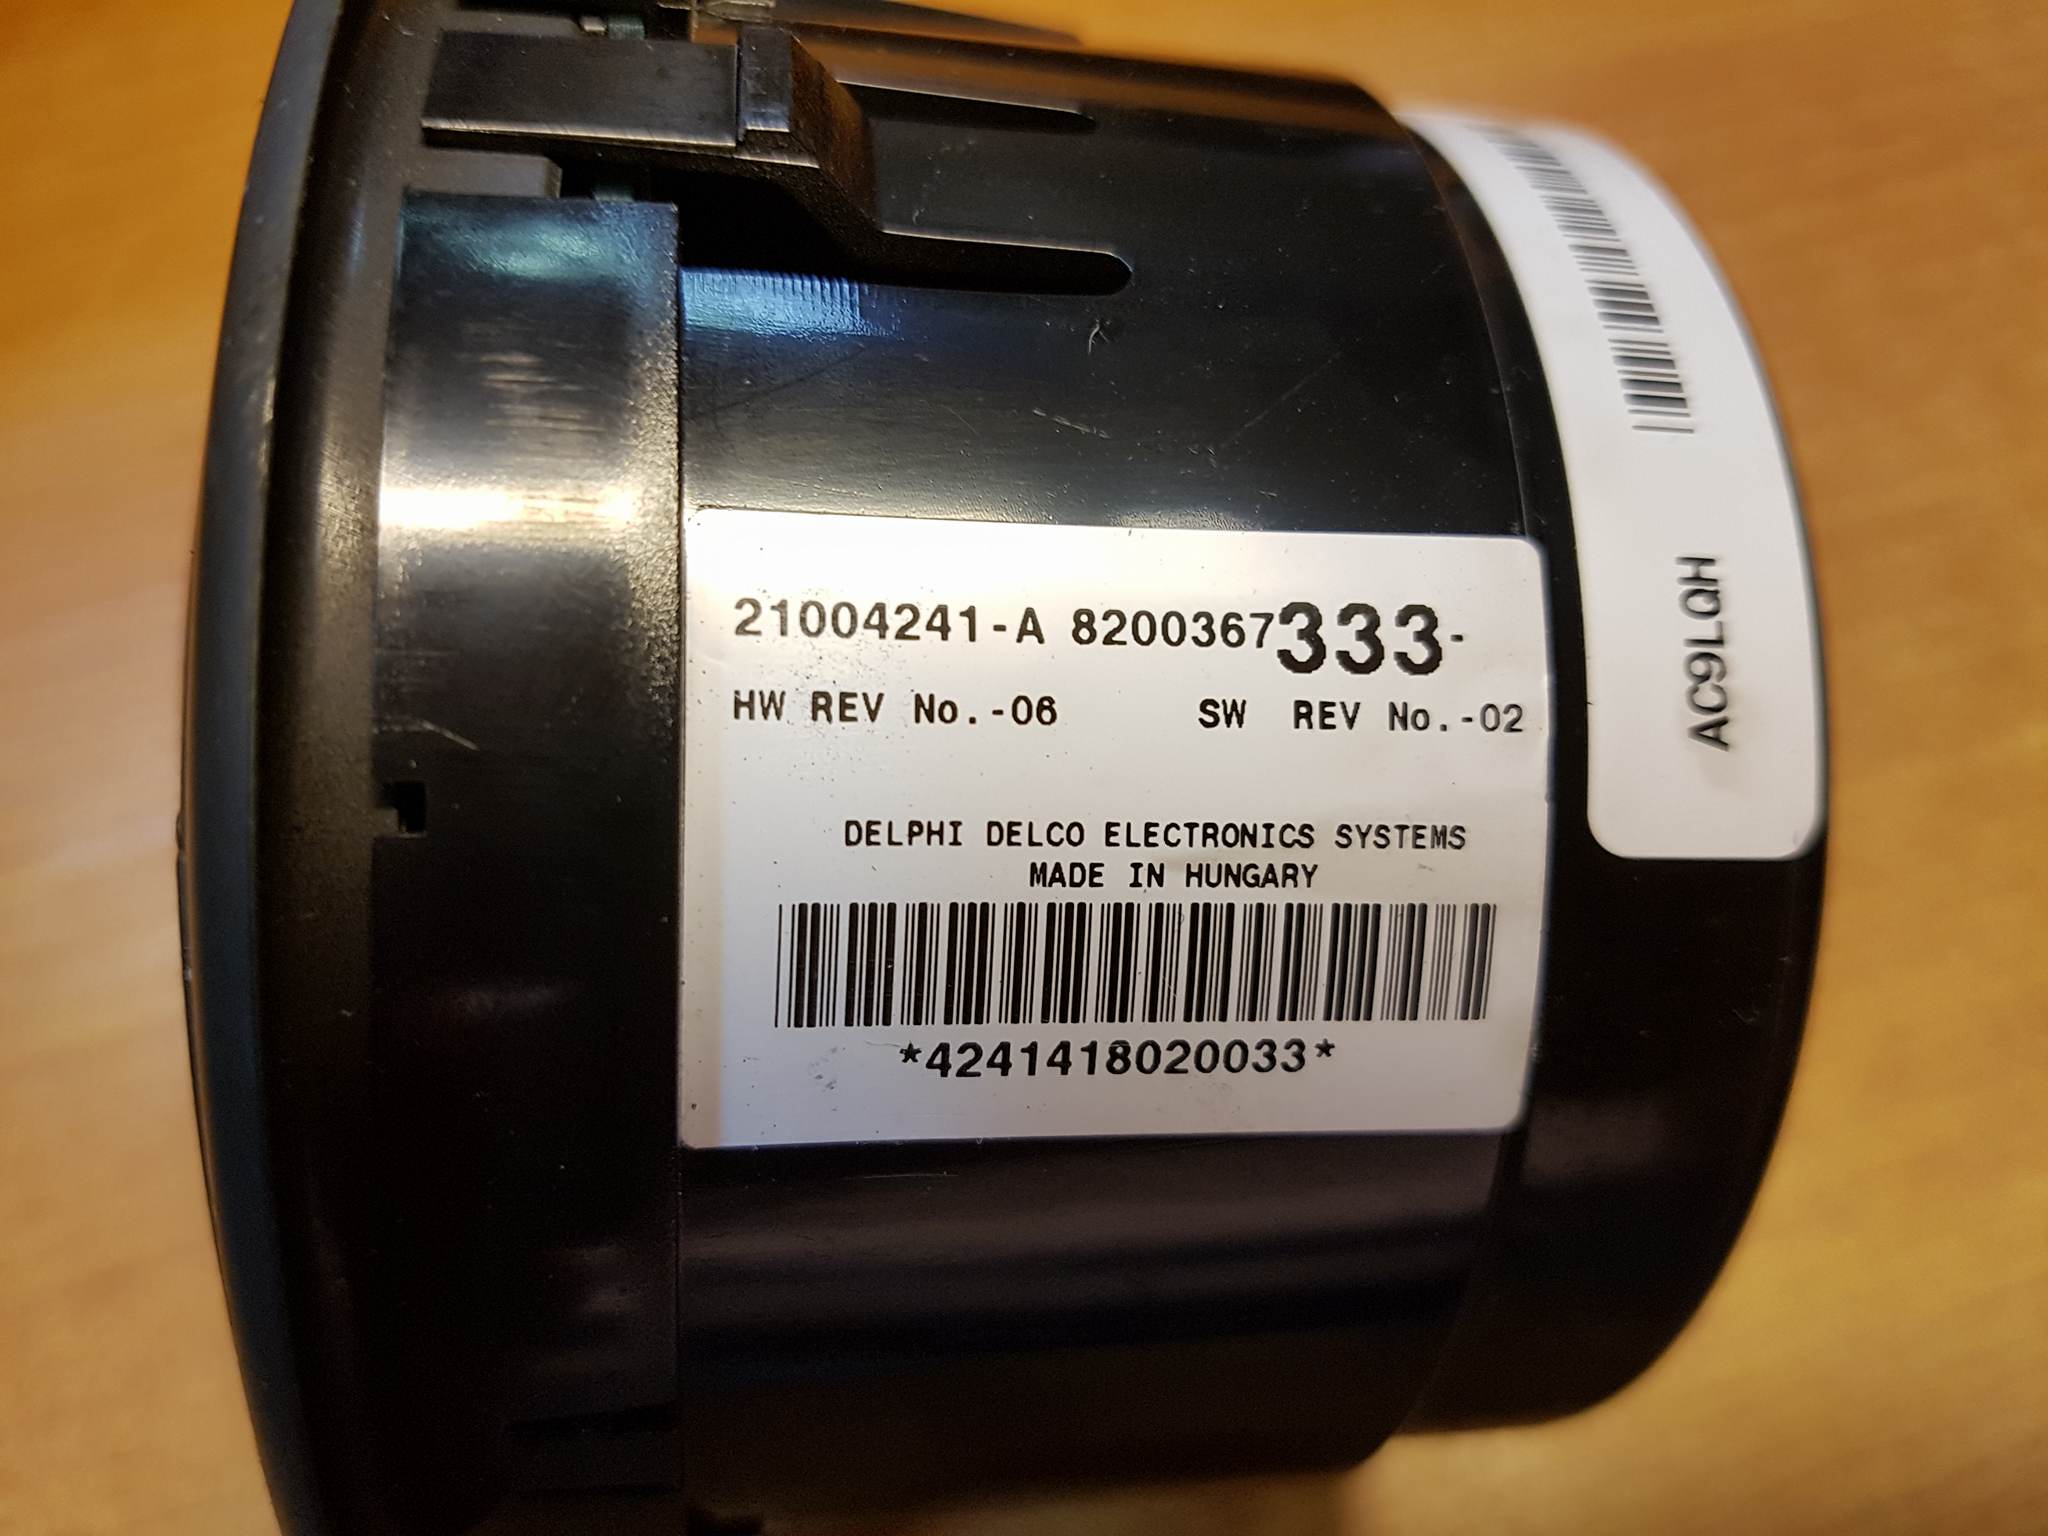 21004241-A 8200367333-
HW REV No.-06 SW REV No.-02
DELPHI DELCO ELECTRONICS SYSTEMS
MADE IN HUNGARY
*4241418020033*
AC9LQH